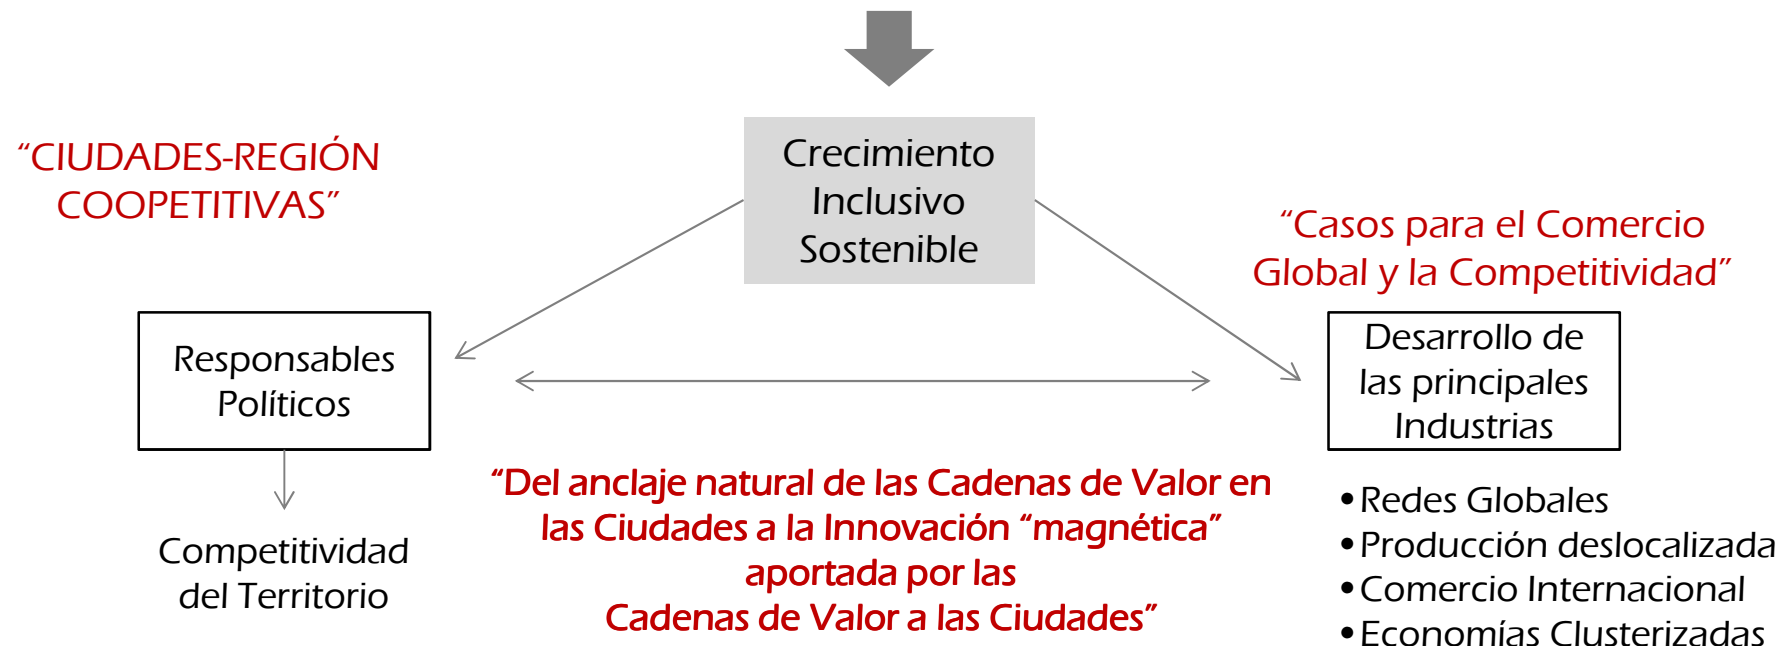 “CIUDADES-REGIÓN
COOPETITIVAS”
Crecimiento
Inclusivo
Sostenible
“Casos para el Comercio
Global y la Competitividad”
Responsables
Políticos
Desarrollo de
las principales
Industrias
Competitividad
del Territorio
“Del anclaje natural de las Cadenas de Valor en
las Ciudades a la Innovación “magnética”
aportada por las
Cadenas de Valor a las Ciudades”
•Redes Globales
•Producción deslocalizada
•Comercio Internacional
•Economías Clusterizadas